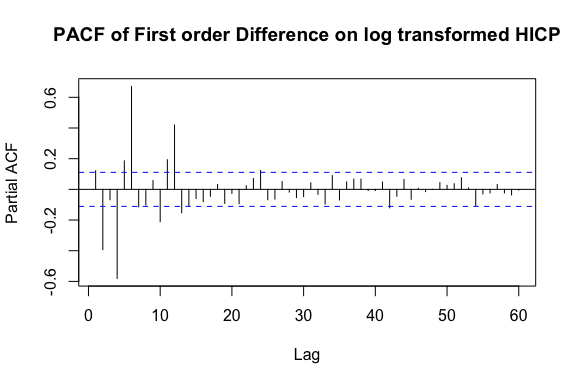 PACF of First order Difference on log transformed HICP
Partial ACF
0.6
0.2
-0.2
-0.6
0 10 20 30 40 50 60
Lag